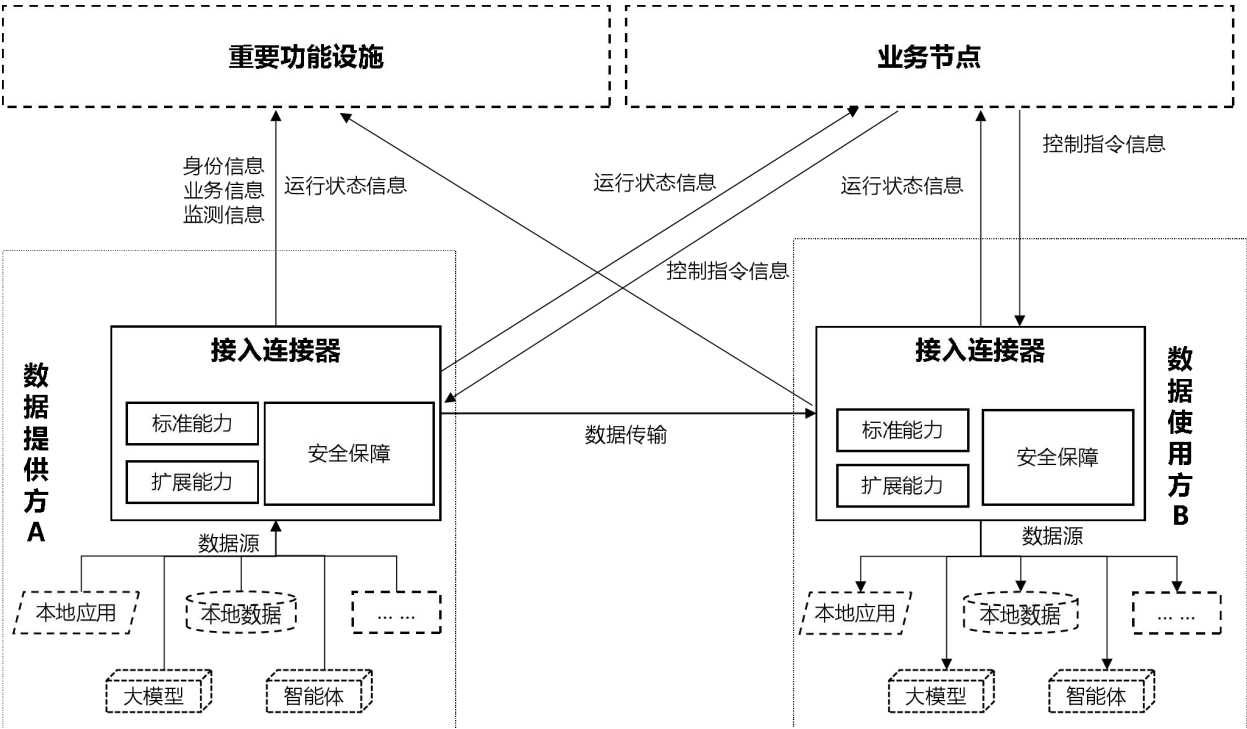 重要功能设施
业务节点
身份信息
业务信息
监测信息
运行状态信息
运行状态信息
运行状态信息
控制指令信息
控制指令信息
数据提供方A
接入连接器
标准能力
扩展能力
安全保障
数据传输
接入连接器
标准能力
扩展能力
安全保障
数据使用方B
数据源
本地应用
本地数据
... ...
大模型
智能体
数据源
本地应用
本地数据
... ...
大模型
智能体